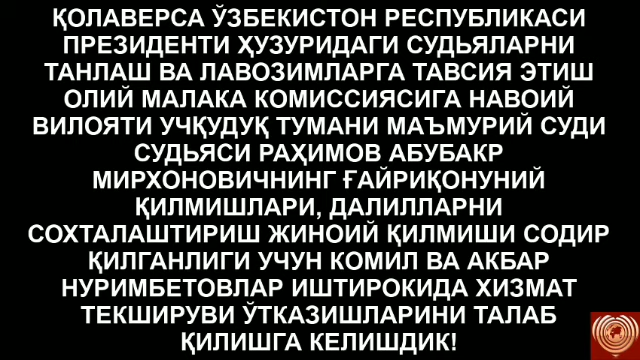 ҚОЛАВЕРСА ЎЗБЕКИСТОН РЕСПУБЛИКАСИ
ПРЕЗИДЕНТИ ҲУЗУРИДАГИ СУДЬЯЛАРНИ
ТАНЛАШ ВА ЛАВОЗИМЛАРГА ТАВСИЯ ЭТИШ
ОЛИЙ МАЛАКА КОМИССИЯСИГА НАВОИЙ
ВИЛОЯТИ УЧҚУДУҚ ТУМАНИ МАЪМУРИЙ СУДИ
СУДЬЯСИ РАҲИМОВ АБУБАКР
МИРХОНОВИЧНИНГ ҒАЙРИҚОНУНИЙ
ҚИЛМИШЛАРИ, ДАЛИЛЛАРНИ
СОХТАЛАШТИРИШ ЖИНОИЙ ҚИЛМИШИ СОДИР
ҚИЛГАНЛИГИ УЧУН КОМИЛ ВА АКБАР
НУРИМБЕТОВЛАР ИШТИРОКИДА ХИЗМАТ
ТЕКШИРУВИ ЎТКАЗИШЛАРИНИ ТАЛАБ
ҚИЛИШГА КЕЛИШДИК!